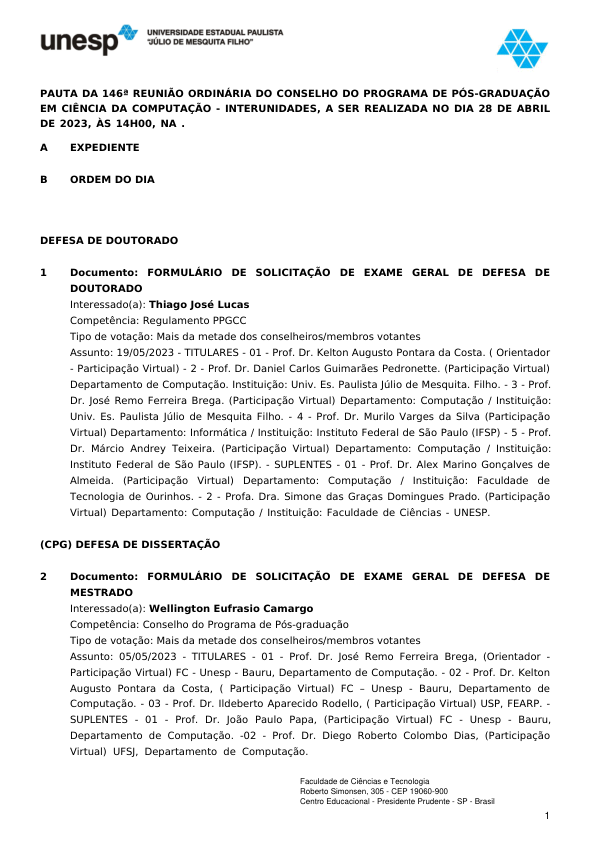 unesp
UNIVERSIDADE ESTADUAL PAULISTA
"JÚLIO DE MESQUITA FILHO"
PAUTA DA 146ª REUNIÃO ORDINÁRIA DO CONSELHO DO PROGRAMA DE PÓS-GRADUAÇÃO
EM CIÊNCIA DA COMPUTAÇÃO - INTERUNIDADES, A SER REALIZADA NO DIA 28 DE ABRIL
DE 2023, ÀS 14H00, NA .
A EXPEDIENTE
B ORDEM DO DIA
DEFESA DE DOUTORADO
1 Documento: FORMULÁRIO DE SOLICITAÇÃO DE EXAME GERAL DE DEFESA DE
DOUTORADO
Interessado(a): Thiago José Lucas
Competência: Regulamento PPGCC
Tipo de votação: Mais da metade dos conselheiros/membros votantes
Assunto: 19/05/2023 - TITULARES - 01 - Prof. Dr. Kelton Augusto Pontara da Costa. ( Orientador
- Participação Virtual) - 2 - Prof. Dr. Daniel Carlos Guimarães Pedronette. (Participação Virtual)
Departamento de Computação. Instituição: Univ. Es. Paulista Júlio de Mesquita. Filho. - 3 - Prof.
Dr. José Remo Ferreira Brega. (Participação Virtual) Departamento: Computação / Instituição:
Univ. Es. Paulista Júlio de Mesquita Filho. - 4 - Prof. Dr. Murilo Varges da Silva (Participação
Virtual) Departamento: Informática / Instituição: Instituto Federal de São Paulo (IFSP) - 5 - Prof.
Dr. Márcio Andrey Teixeira. (Participação Virtual) Departamento: Computação / Instituição:
Instituto Federal de São Paulo (IFSP). - SUPLENTES - 01 - Prof. Dr. Alex Marino Gonçalves de
Almeida. (Participação Virtual) Departamento: Computação / Instituição: Faculdade de
Tecnologia de Ourinhos. - 2 - Profa. Dra. Simone das Graças Domingues Prado. (Participação
Virtual) Departamento: Computação / Instituição: Faculdade de Ciências - UNESP.
(CPG) DEFESA DE DISSERTAÇÃO
2 Documento: FORMULÁRIO DE SOLICITAÇÃO DE EXAME GERAL DE DEFESA DE
MESTRADO
Interessado(a): Wellington Eufrasio Camargo
Competência: Conselho do Programa de Pós-graduação
Tipo de votação: Mais da metade dos conselheiros/membros votantes
Assunto: 05/05/2023 - TITULARES - 01 - Prof. Dr. José Remo Ferreira Brega, (Orientador -
Participação Virtual) FC - Unesp - Bauru, Departamento de Computação. - 02 - Prof. Dr. Kelton
Augusto Pontara da Costa, ( Participação Virtual) FC – Unesp - Bauru, Departamento de
Computação. - 03 - Prof. Dr. Ildeberto Aparecido Rodello, ( Participação Virtual) USP, FEARP. -
SUPLENTES - 01 - Prof. Dr. João Paulo Papa, (Participação Virtual) FC - Unesp - Bauru,
Departamento de Computação. -02 - Prof. Dr. Diego Roberto Colombo Dias, (Participação
Virtual) UFSJ, Departamento de Computação.
Faculdade de Ciências e Tecnologia
Roberto Simonsen, 305 - CEP 19060-900
Centro Educacional - Presidente Prudente - SP - Brasil
1